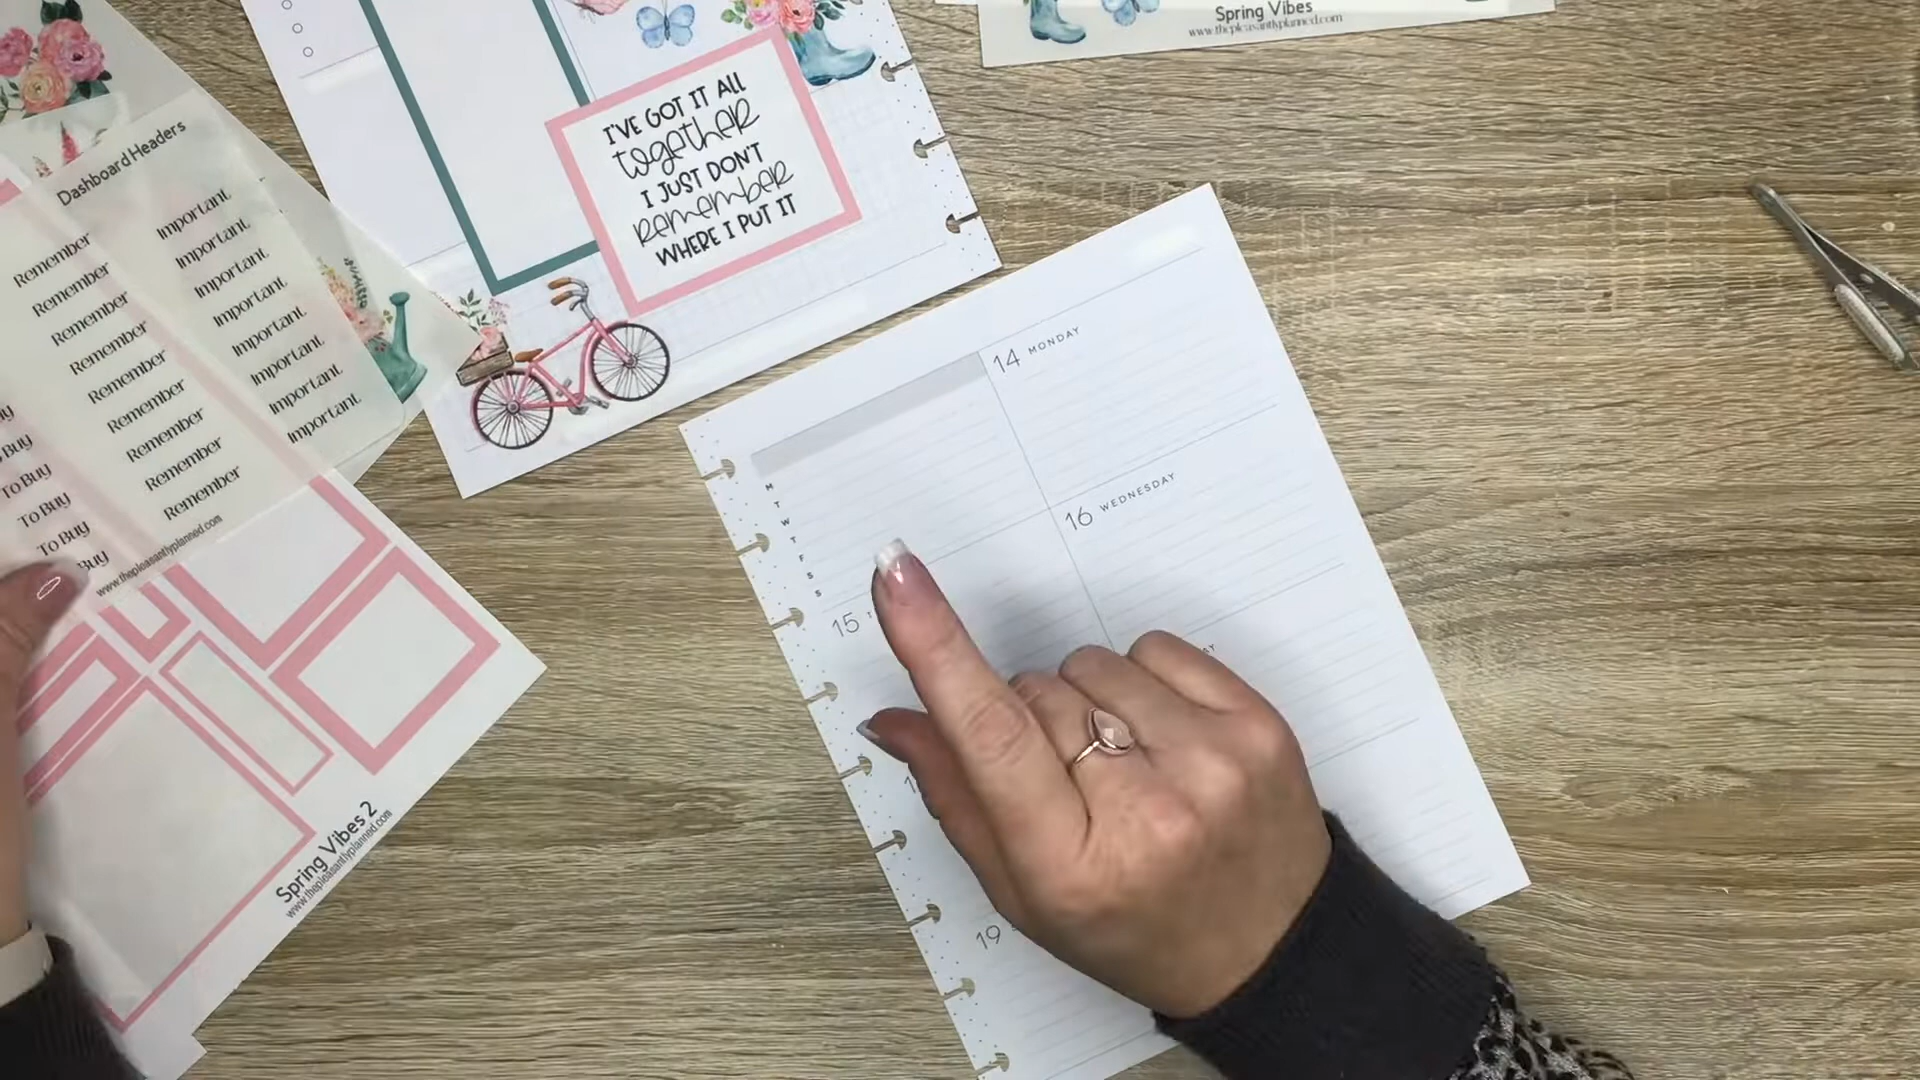 Spring Vibes
www.thepleasantlyplanned.com
I'VE GOT IT ALL
together
I JUST DON'T
remember
WHERE I PUT IT
Dashboard Headers
Important
Important
Important
Important
Important
Important
Important
Important
Remember
Remember
Remember
Remember
Remember
Remember
Remember
Remember
Remember
To Buy
To Buy
To Buy
To Buy
Buy
www.thepleasantlyplanned.com
Spring Vibes 2
www.thepleasantlyplanned.com
14 MONDAY
M
T
W
T
F
S
S
16 WEDNESDAY
15
19